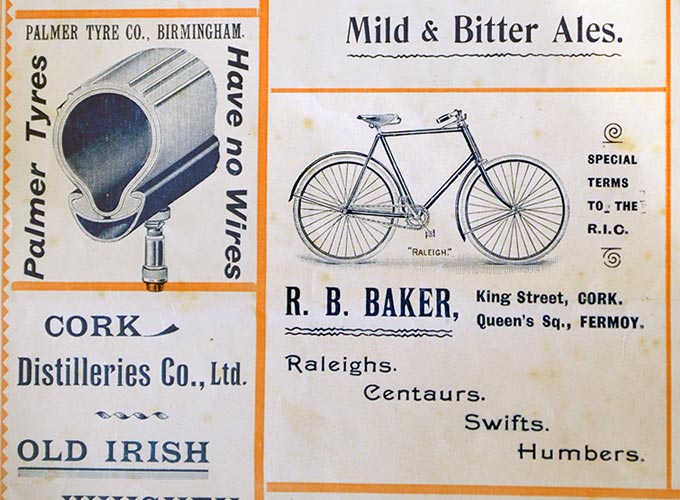 PALMER TYRE CO., BIRMINGHAM.
Palmer Tyres
Have no Wires
CORK
Distilleries Co., Ltd.
OLD IRISH
WHISKEY
Mild & Bitter Ales.
"RALEIGH."
SPECIAL
TERMS
TO THE
R.I.C.
R. B. BAKER,
King Street, CORK.
Queen's Sq., FERMOY.
Raleighs.
Centaurs.
Swifts.
Humbers.